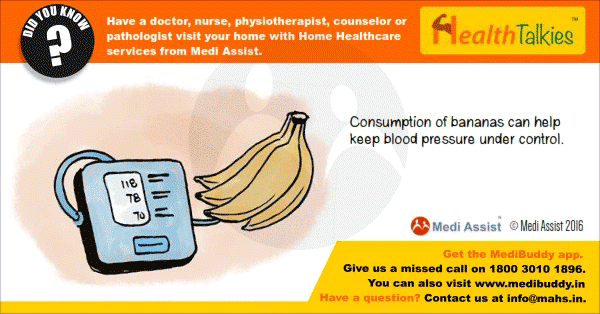 DID YOU KNOW
?
Have a doctor, nurse, physiotherapist, counselor or
pathologist visit your home with Home Healthcare
services from Medi Assist.
HealthTalkies™
Consumption of bananas can help
keep blood pressure under control.
118
78
70
Medi Assist® © Medi Assist 2016
Get the MediBuddy app.
Give us a missed call on 1800 3010 1896.
You can also visit www.medibuddy.in
Have a question? Contact us at info@mahs.in.